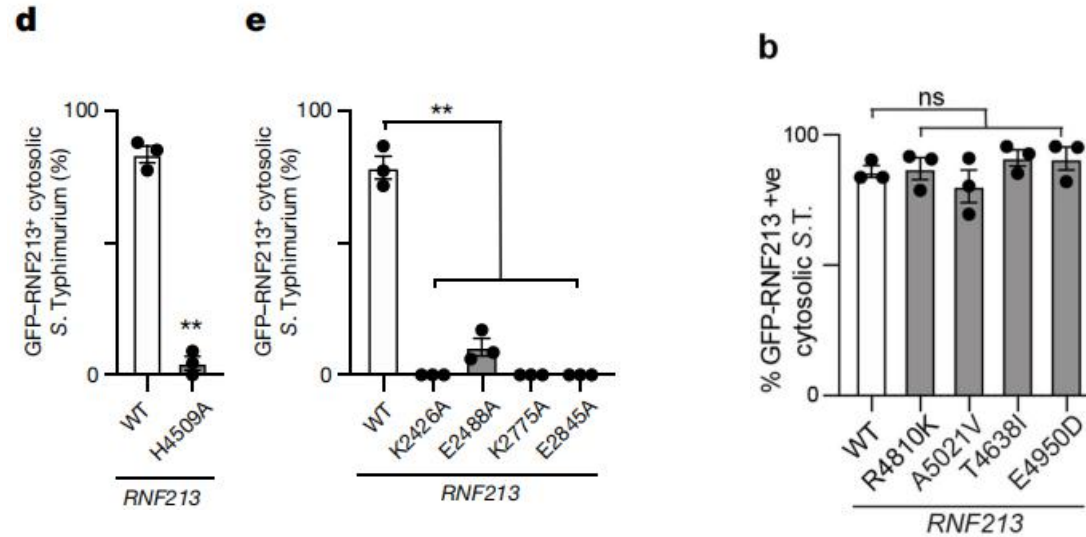 d
GFP–RNF213⁺ cytosolic
S. Typhimurium (%)
100
0
**
WT
H4509A
RNF213
e
GFP–RNF213⁺ cytosolic
S. Typhimurium (%)
100
0
**
WT
K2426A
E2488A
K2775A
E2845A
RNF213
b
% GFP-RNF213 +ve
cytosolic S.T.
100
0
ns
WT
R4810K
A5021V
T4638I
E4950D
RNF213